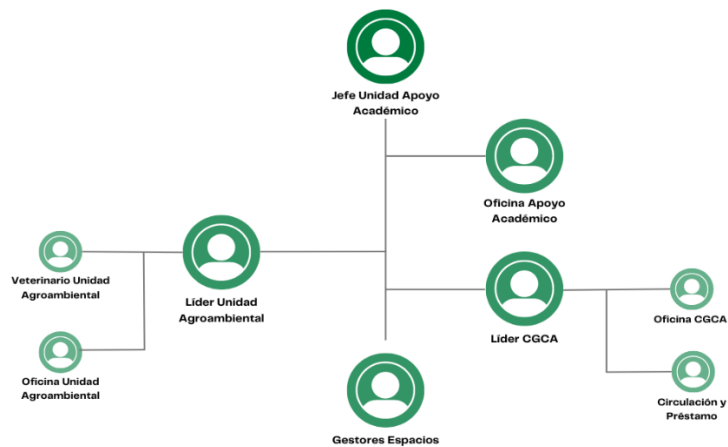 Jefe Unidad Apoyo
Académico
Oficina Apoyo
Académico
Veterinario Unidad
Agroambiental
Líder Unidad
Agroambiental
Líder CGCA
Oficina CGCA
Oficina Unidad
Agroambiental
Circulación y
Préstamo
Gestores Espacios